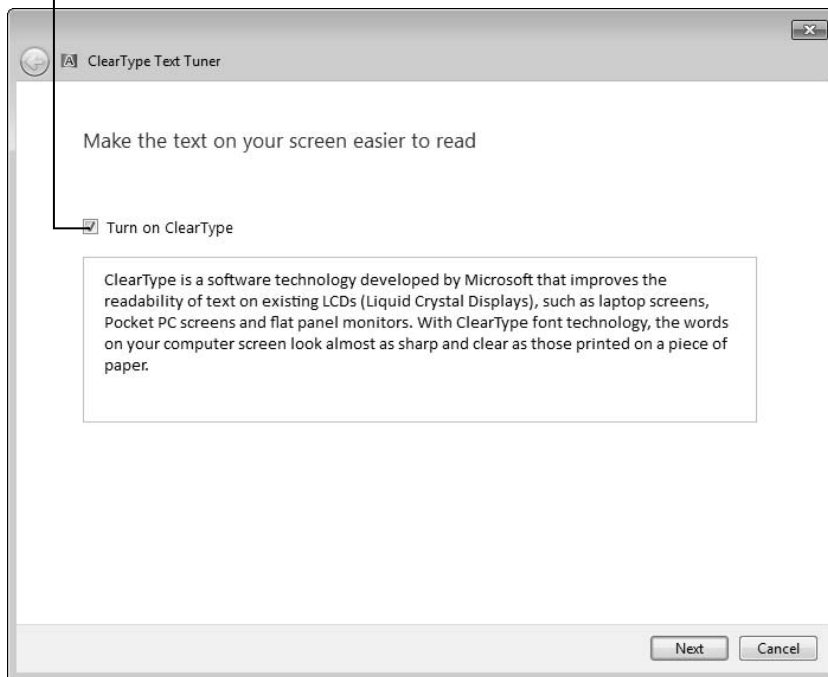 ClearType Text Tuner
Make the text on your screen easier to read
Turn on ClearType
ClearType is a software technology developed by Microsoft that improves the
readability of text on existing LCDs (Liquid Crystal Displays), such as laptop screens,
Pocket PC screens and flat panel monitors. With ClearType font technology, the words
on your computer screen look almost as sharp and clear as those printed on a piece of
paper.
Next Cancel